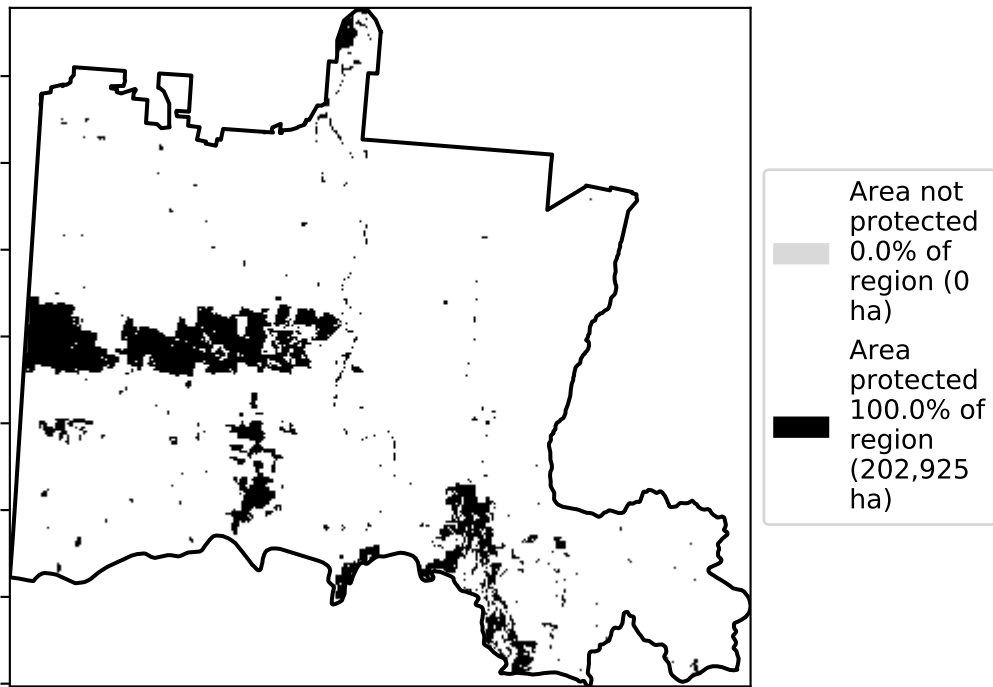 Area not
protected
0.0% of
region (0
ha)
Area
protected
100.0% of
region
(202,925
ha)